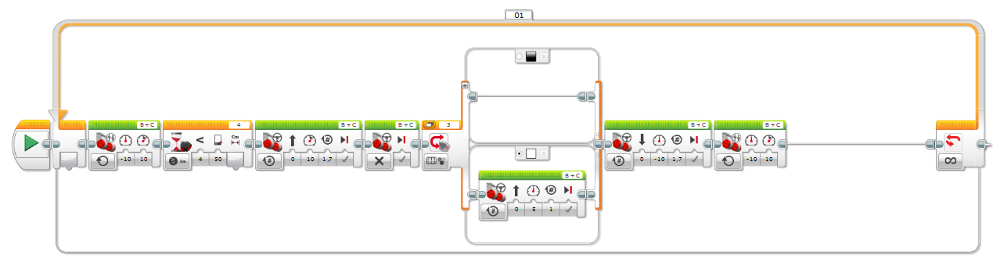 01
B + C
4
B + C
B + C
3
B + C
B + C
< Cm
-10 10
Cm 4 50
# 0 10 1,7
# 0 -10 1,7
-10 10
B + C
# 0 5 1